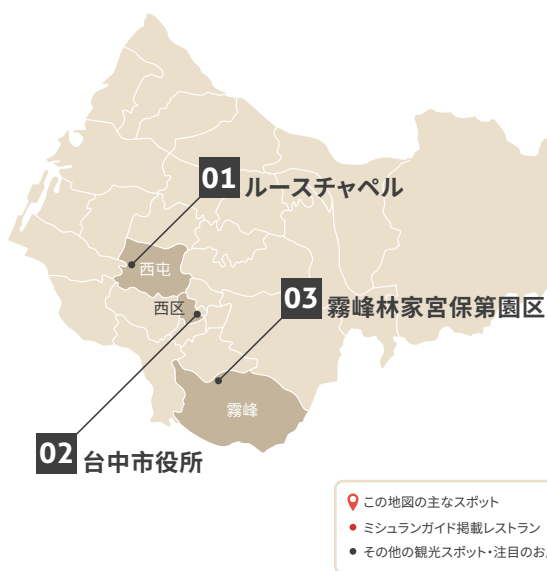 01 ルースチャペル
西屯
西区
03 霧峰林家宮保第園区
霧峰
02 台中市役所
この地図の主なスポット
ミシュランガイド掲載レストラン
その他の観光スポット・注目のお